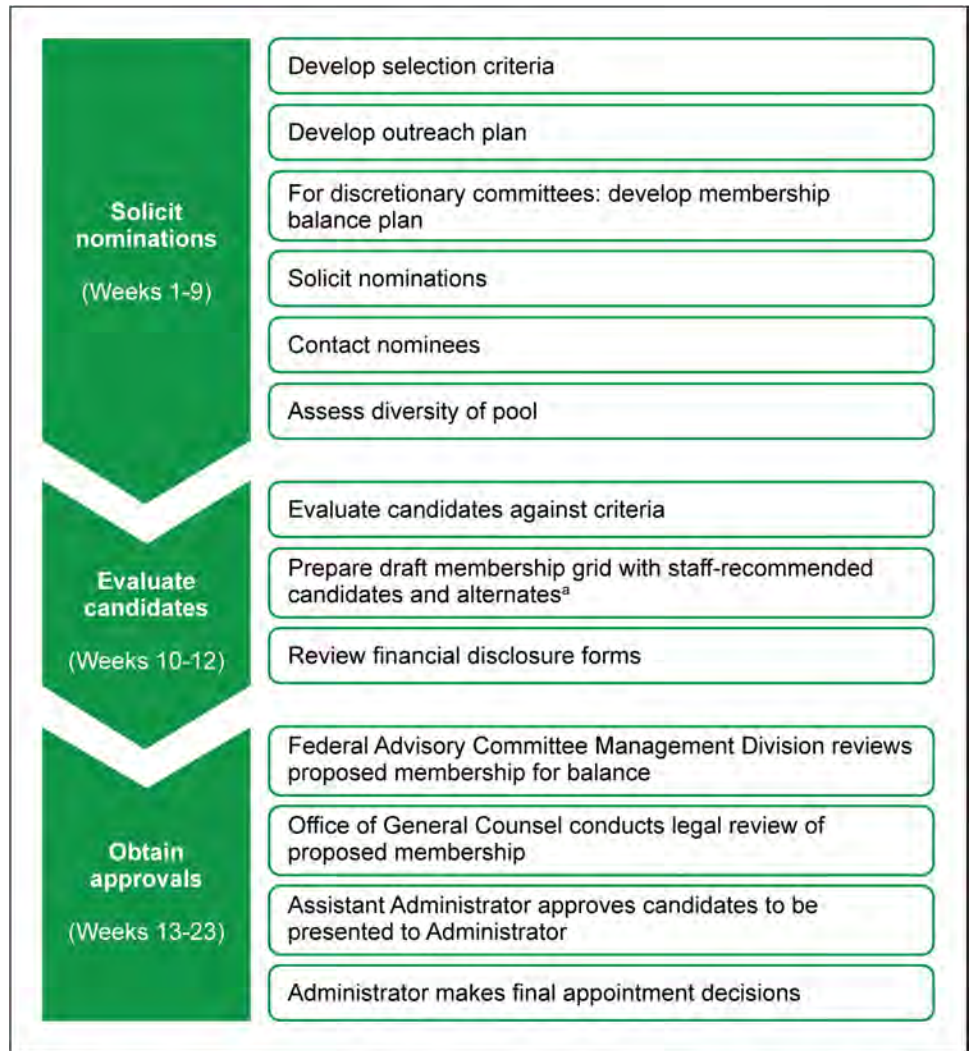 Solicit
nominations
(Weeks 1-9)
Develop selection criteria
Develop outreach plan
For discretionary committees: develop membership
balance plan
Solicit nominations
Contact nominees
Assess diversity of pool
Evaluate
candidates
(Weeks 10-12)
Evaluate candidates against criteria
Prepare draft membership grid with staff-recommended
candidates and alternatesᵃ
Review financial disclosure forms
Obtain
approvals
(Weeks 13-23)
Federal Advisory Committee Management Division reviews
proposed membership for balance
Office of General Counsel conducts legal review of
proposed membership
Assistant Administrator approves candidates to be
presented to Administrator
Administrator makes final appointment decisions